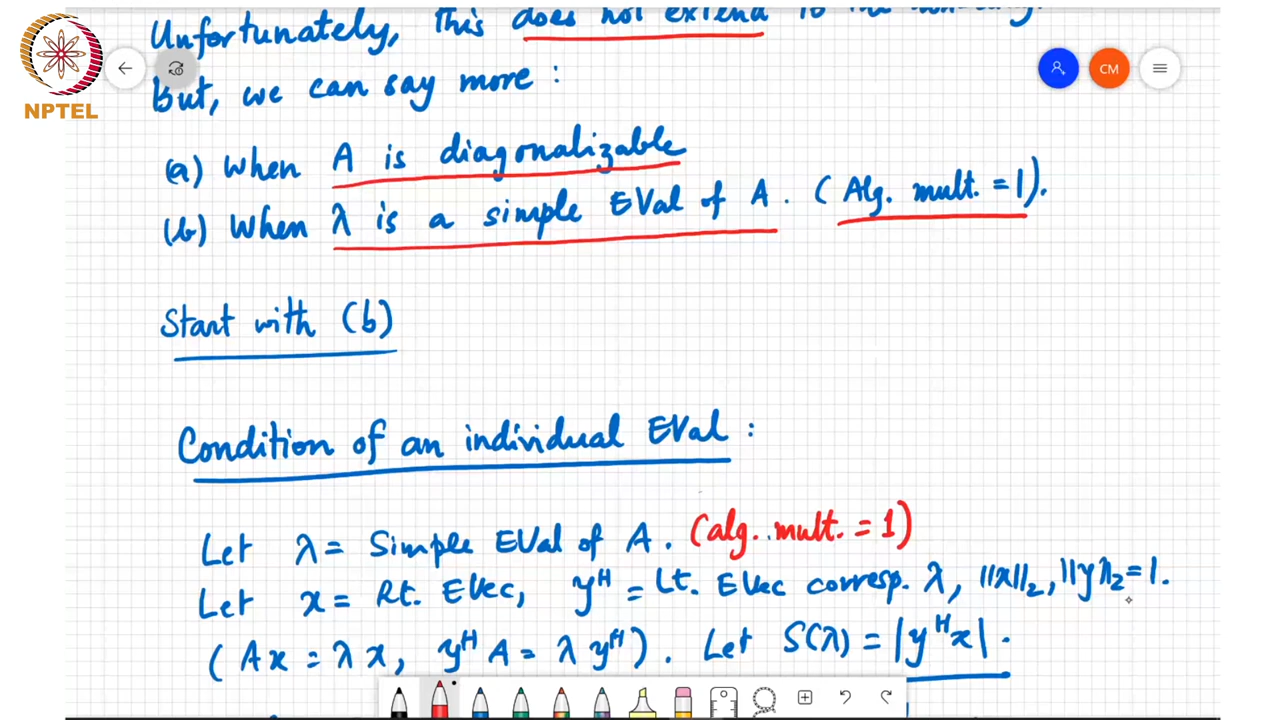 Unfortunately, this does not extend to the
NPTEL
but, we can say more :
CM
(a) When A is diagonalizable
(b) When λ is a simple EVal of A. (Alg. mult. = 1).
Start with (b)
Condition of an individual EVal :
Let λ = Simple EVal of A. (alg. mult. = 1)
Let x = Rt. EVec, y^H = Lt. EVec corresp. λ, ||x||₂, ||y||₂ = 1.
(Ax = λx, y^H A = λ y^H). Let S(λ) = |y^H x|.